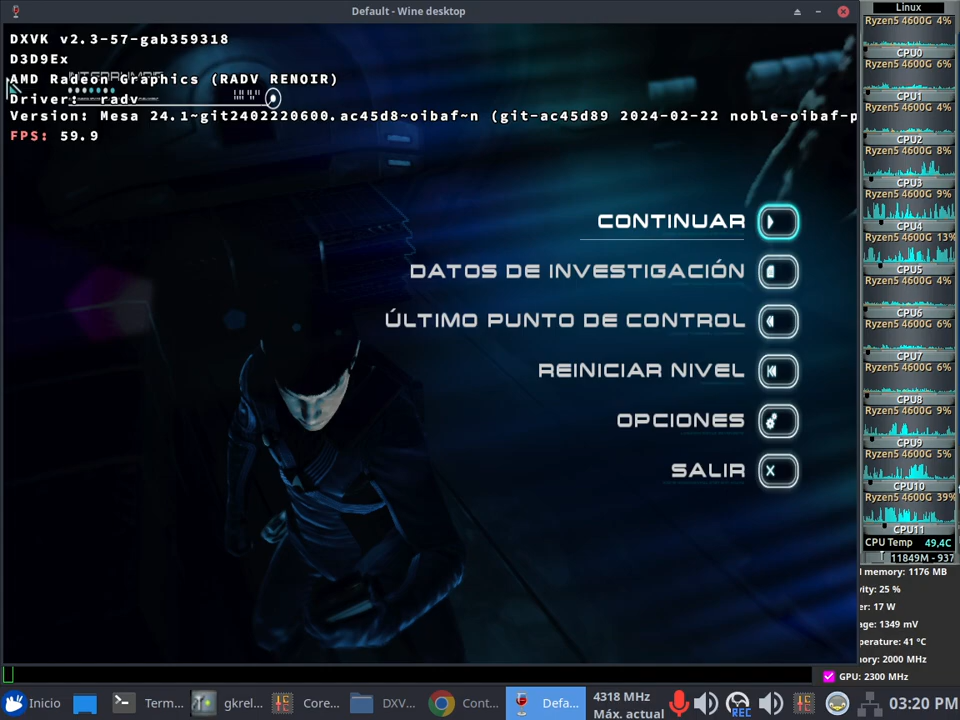 Default - Wine desktop
DXVK v2.3-57-gab359318
D3D9Ex
AMD Radeon Graphics (RADV RENOIR)
Driver: radv
Version: Mesa 24.1~git2402220600.ac45d8~oibaf~n (git-ac45d89 2024-02-22 noble-oibaf-p
FPS: 59.9
CONTINUAR
DATOS DE INVESTIGACIÓN
ÚLTIMO PUNTO DE CONTROL
REINICIAR NIVEL
OPCIONES
SALIR
Linux
Ryzen5 4600G 4%
CPU0
Ryzen5 4600G 6%
CPU1
Ryzen5 4600G 4%
CPU2
Ryzen5 4600G 8%
CPU3
Ryzen5 4600G 9%
CPU4
Ryzen5 4600G 13%
CPU5
Ryzen5 4600G 4%
CPU6
Ryzen5 4600G 6%
CPU7
Ryzen5 4600G 6%
CPU8
Ryzen5 4600G 9%
CPU9
Ryzen5 4600G 5%
CPU10
Ryzen5 4600G 39%
CPU11
CPU Temp 49,4C
11849M - 937
l memory: 1176 MB
vity: 25 %
er: 17 W
age: 1349 mV
perature: 41 °C
nory: 2000 MHz
GPU: 2300 MHz
Inicio
Term...
gkrel...
Core...
DXV...
Cont...
Defa...
4318 MHz
Máx. actual
REC
03:20 PM